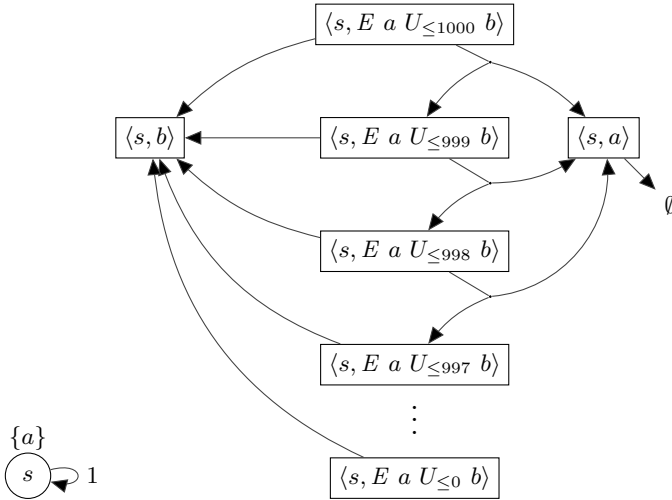 ⟨s, E a U≤1000 b⟩
⟨s, b⟩
⟨s, E a U≤999 b⟩
⟨s, a⟩
∅
⟨s, E a U≤998 b⟩
⟨s, E a U≤997 b⟩
⋮
{a}
s
1
⟨s, E a U≤0 b⟩